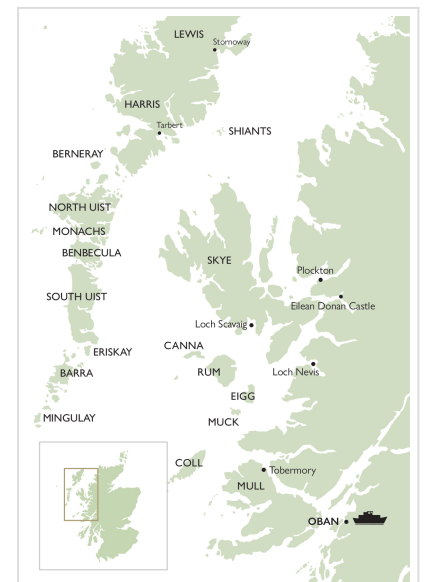 LEWIS
Stornoway
HARRIS
Tarbert
SHIANTS
BERNERAY
NORTH UIST
MONACHS
BENBECULA
SKYE
Plockton
SOUTH UIST
Eilean Donan Castle
Loch Scavaig
CANNA
ERISKAY
BARRA
RUM
Loch Nevis
EIGG
MINGULAY
MUCK
COLL
Tobermory
MULL
OBAN